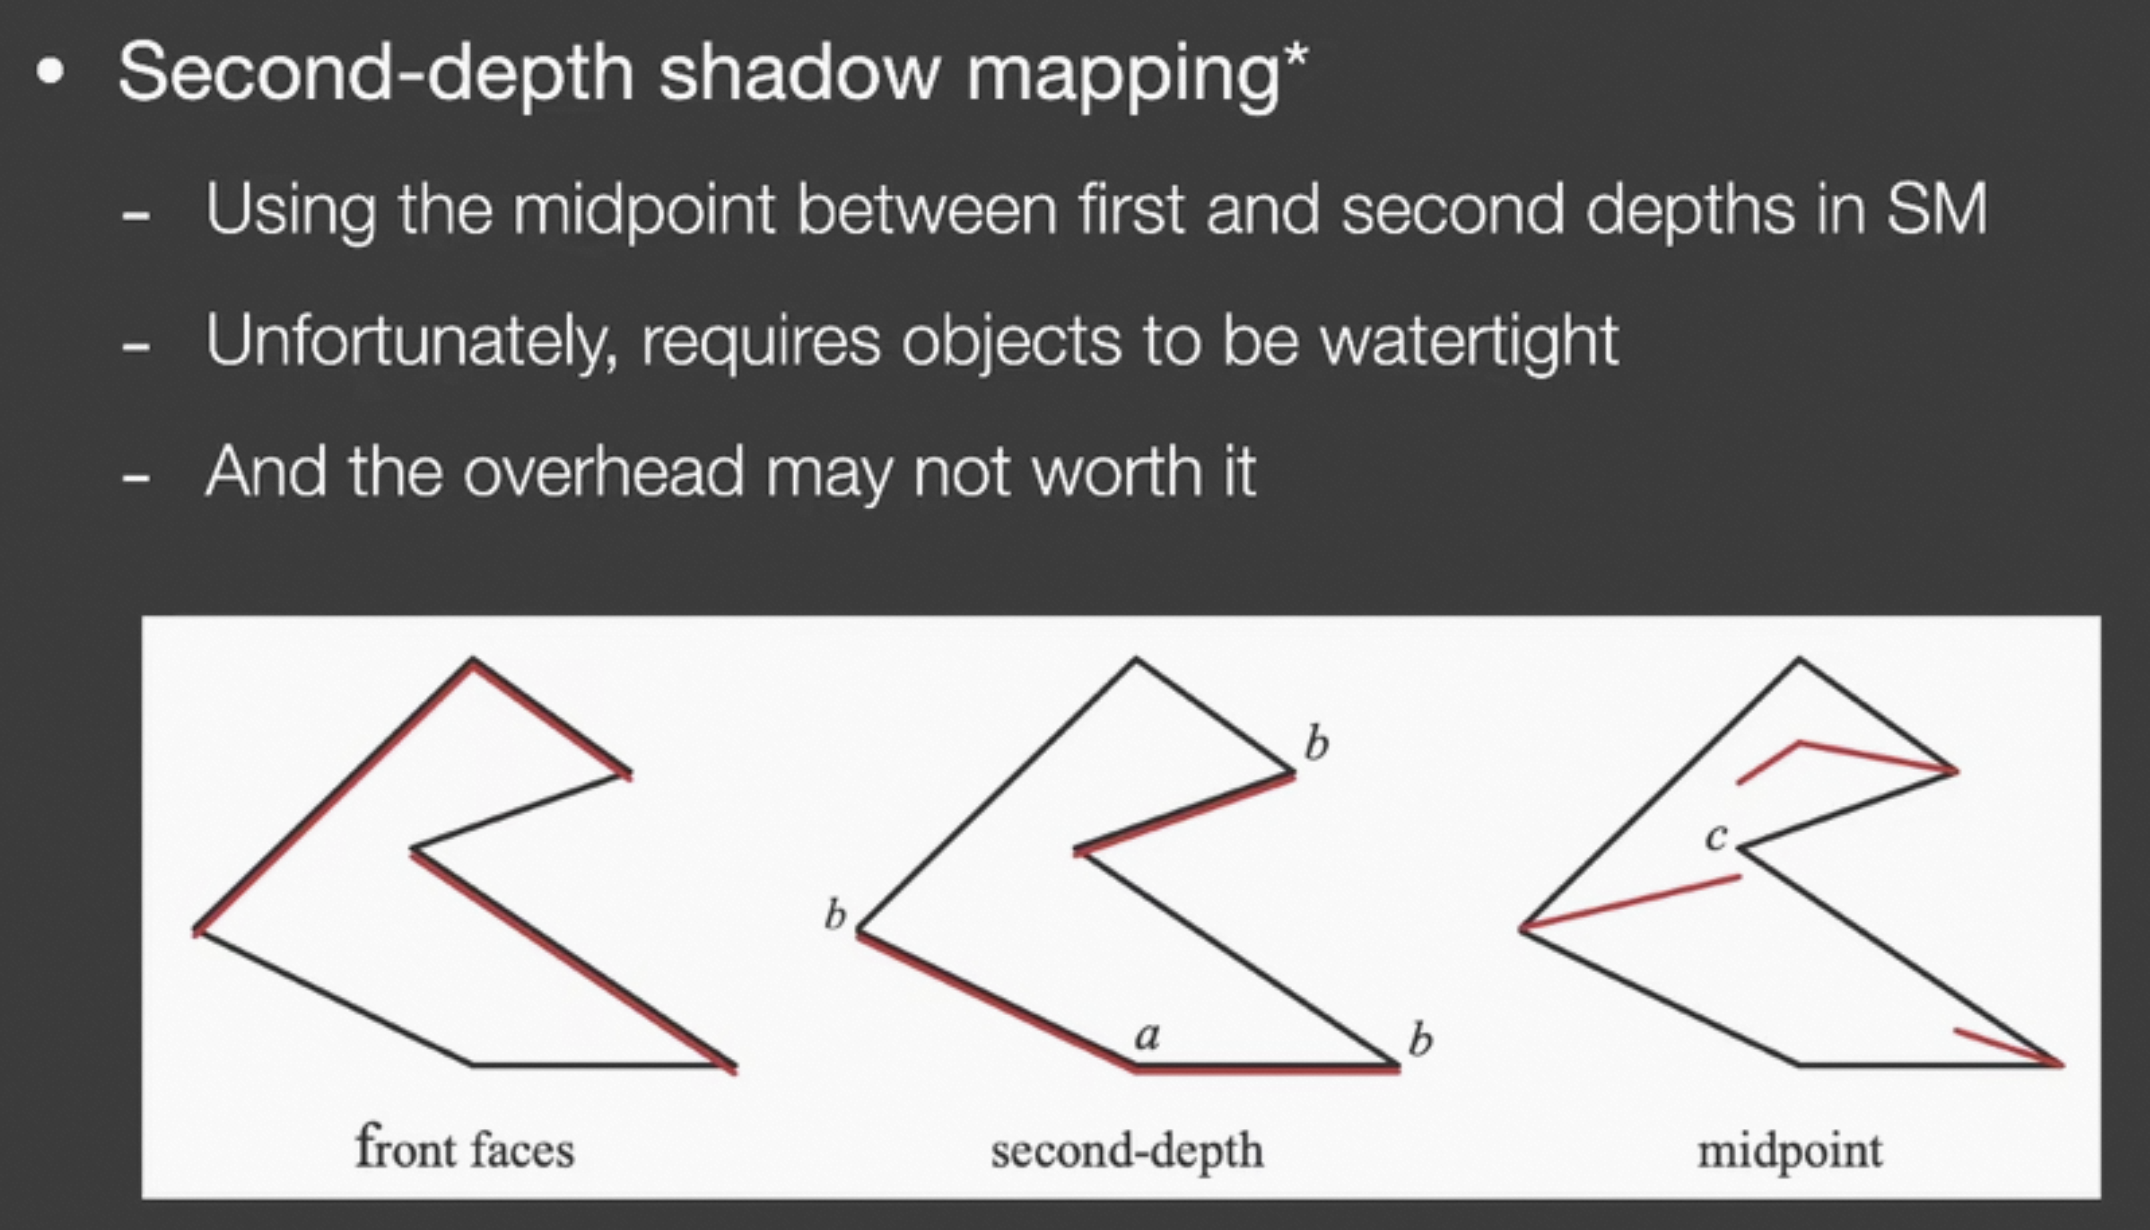 • Second-depth shadow mapping*
- Using the midpoint between first and second depths in SM
- Unfortunately, requires objects to be watertight
- And the overhead may not worth it
b
c
b
a
b
front faces
second-depth
midpoint